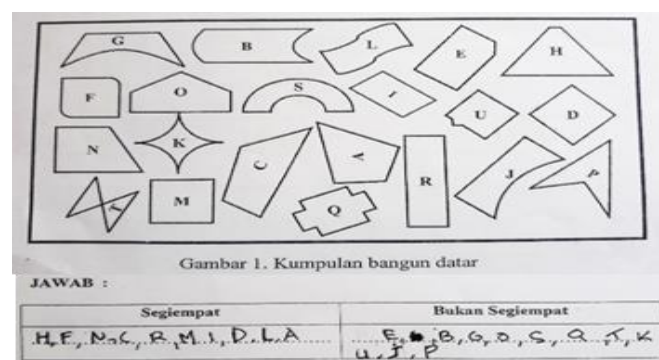 G B L E H
F O S I U D
N K C A R J P
T M Q
Gambar 1. Kumpulan bangun datar
JAWAB :
Segiempat Bukan Segiempat
H, F, N, C, R, M, I, D, L, A E, B, G, O, S, Q, T, K
U, J, P